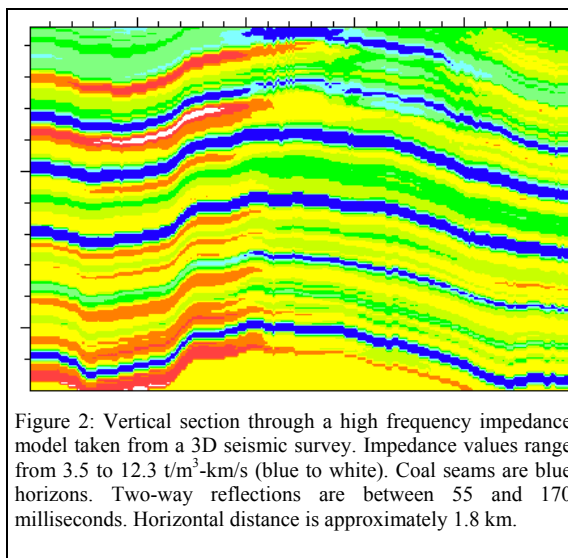 Figure 2: Vertical section through a high frequency impedance
model taken from a 3D seismic survey. Impedance values range
from 3.5 to 12.3 t/m³-km/s (blue to white). Coal seams are blue
horizons. Two-way reflections are between 55 and 170
milliseconds. Horizontal distance is approximately 1.8 km.